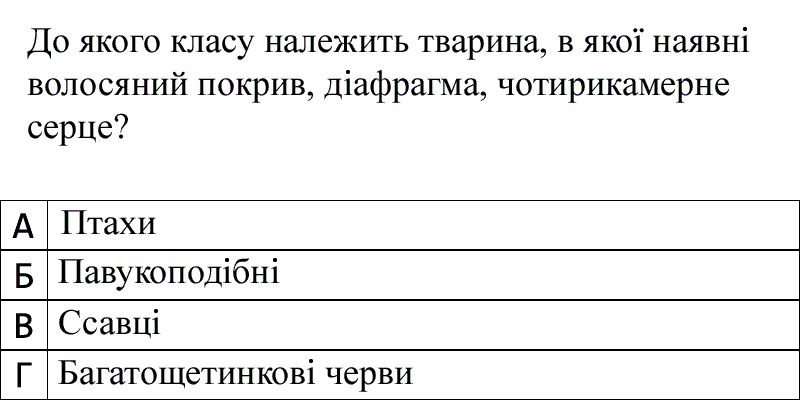 До якого класу належить тварина, в якої наявні
волосяний покрив, діафрагма, чотирикамерне
серце?
А Птахи
Б Павукоподібні
В Ссавці
Г Багатощетинкові черви